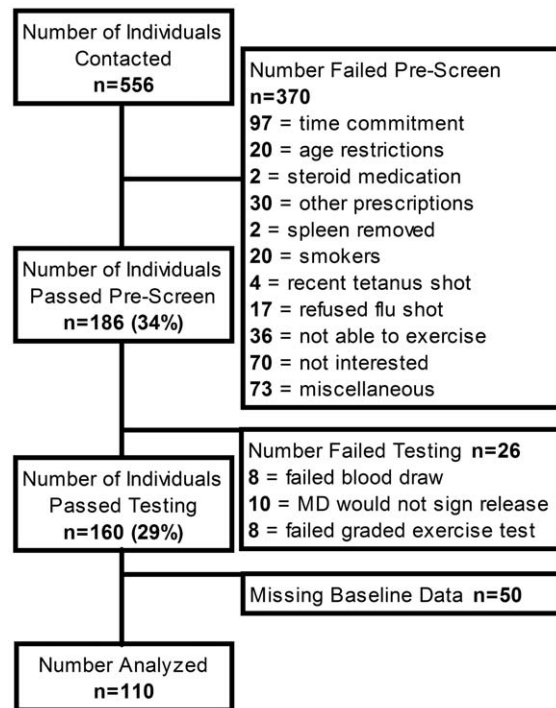 Number of Individuals
Contacted
n=556
Number Failed Pre-Screen
n=370
97 = time commitment
20 = age restrictions
2 = steroid medication
30 = other prescriptions
2 = spleen removed
20 = smokers
4 = recent tetanus shot
17 = refused flu shot
36 = not able to exercise
70 = not interested
73 = miscellaneous
Number of Individuals
Passed Pre-Screen
n=186 (34%)
Number Failed Testing n=26
8 = failed blood draw
10 = MD would not sign release
8 = failed graded exercise test
Number of Individuals
Passed Testing
n=160 (29%)
Missing Baseline Data n=50
Number Analyzed
n=110